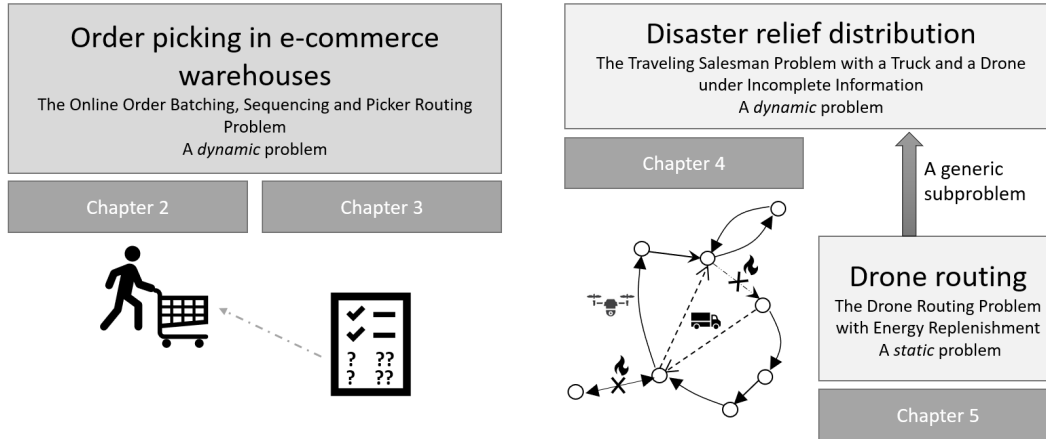 Order picking in e-commerce
warehouses
The Online Order Batching, Sequencing and Picker Routing
Problem
A dynamic problem
Chapter 2
Chapter 3
? ??
? ??
Disaster relief distribution
The Traveling Salesman Problem with a Truck and a Drone
under Incomplete Information
A dynamic problem
Chapter 4
A generic
subproblem
Drone routing
The Drone Routing Problem
with Energy Replenishment
A static problem
Chapter 5